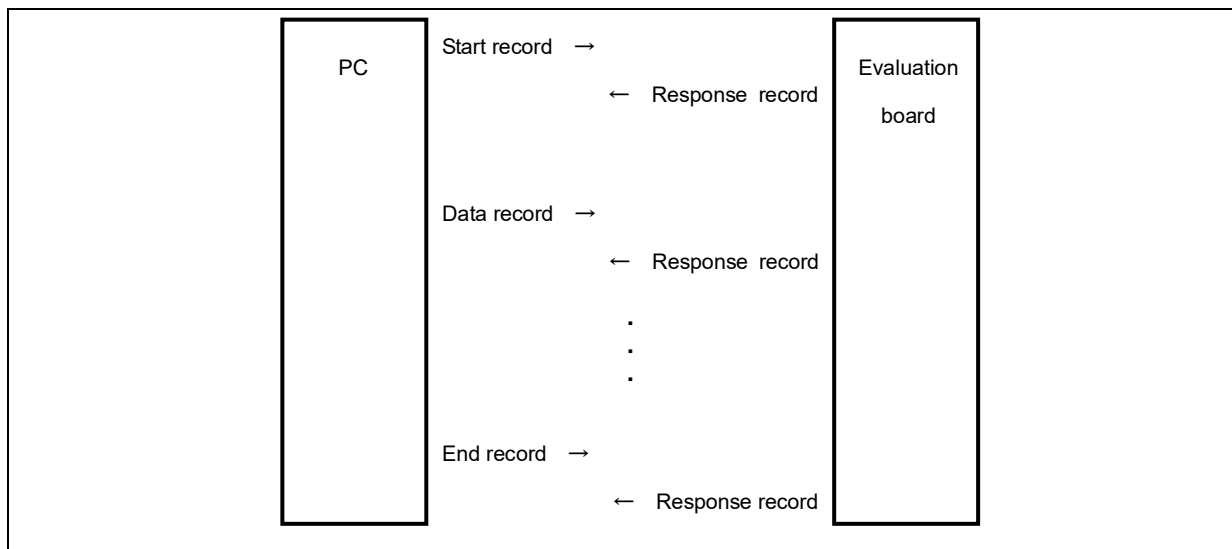 PC
Start record →
← Response record
Evaluation
board
Data record →
← Response record
.
.
.
End record →
← Response record